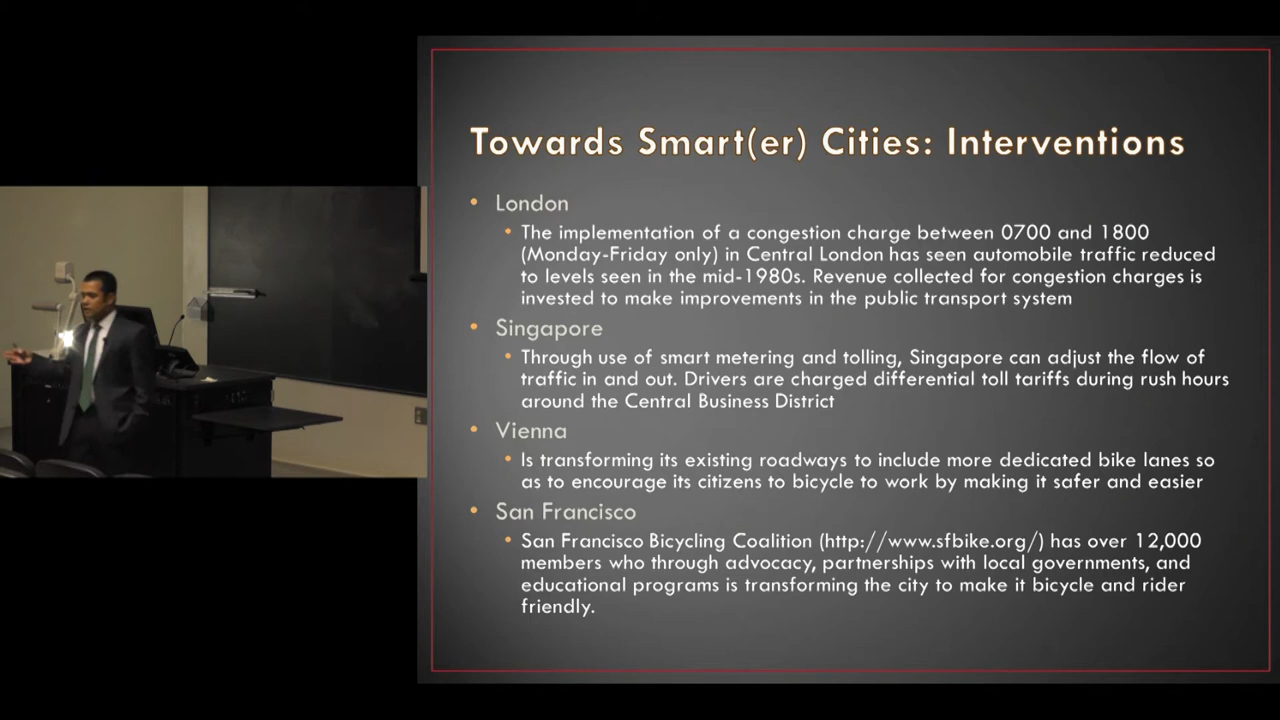 Towards Smart(er) Cities: Interventions
• London
• The implementation of a congestion charge between 0700 and 1800
(Monday-Friday only) in Central London has seen automobile traffic reduced
to levels seen in the mid-1980s. Revenue collected for congestion charges is
invested to make improvements in the public transport system
• Singapore
• Through use of smart metering and tolling, Singapore can adjust the flow of
traffic in and out. Drivers are charged differential toll tariffs during rush hours
around the Central Business District
• Vienna
• Is transforming its existing roadways to include more dedicated bike lanes so
as to encourage its citizens to bicycle to work by making it safer and easier
• San Francisco
• San Francisco Bicycling Coalition (http://www.sfbike.org/) has over 12,000
members who through advocacy, partnerships with local governments, and
educational programs is transforming the city to make it bicycle and rider
friendly.